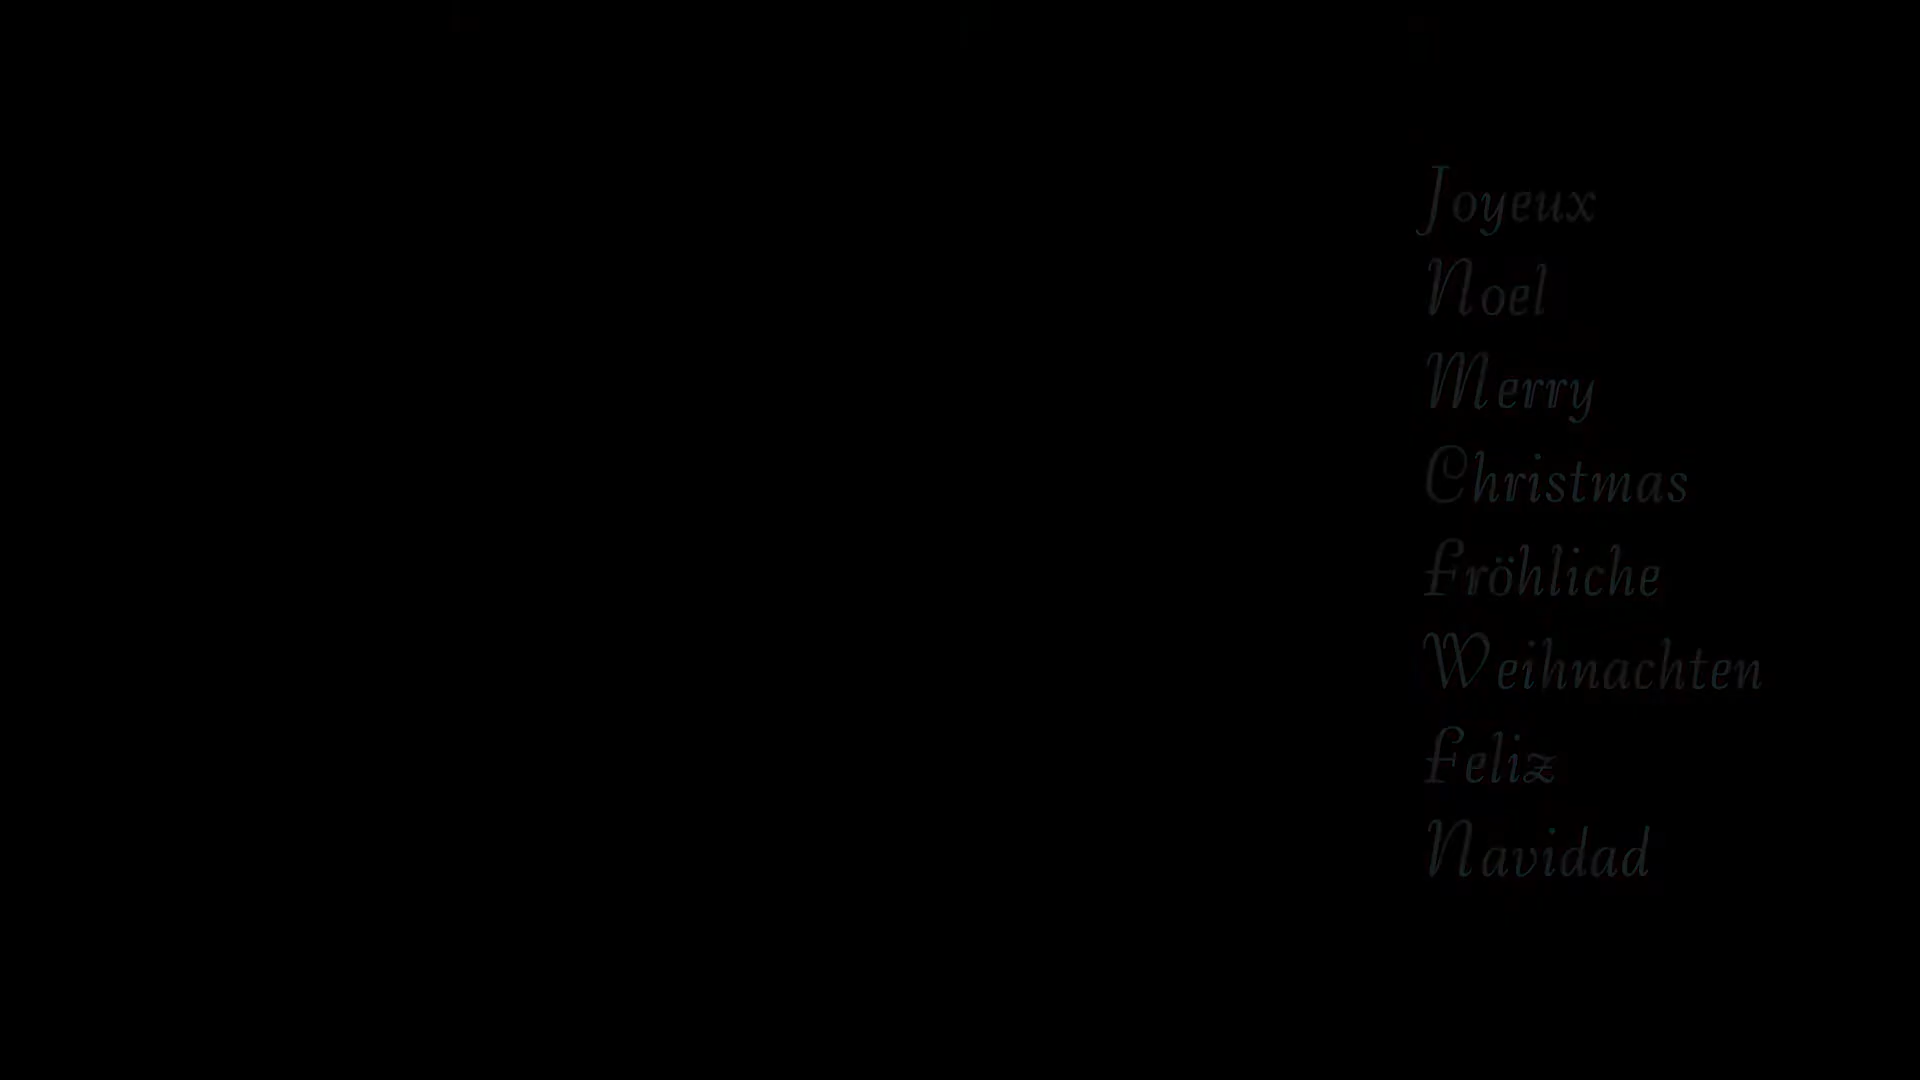 Joyeux
Noel
Merry
Christmas
Fröhliche
Weihnachten
Feliz
Navidad